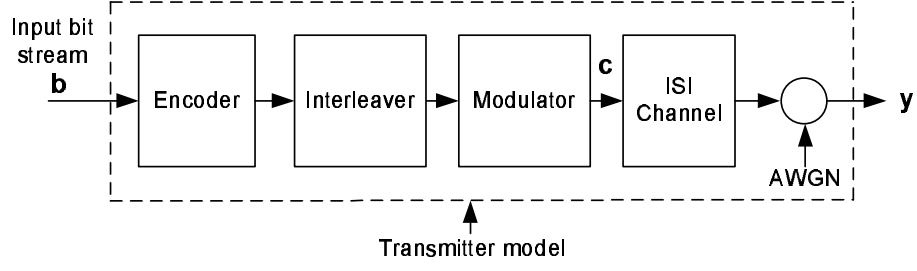 Input bit
stream
b
Encoder
Interleaver
Modulator
c
ISI
Channel
y
AWGN
Transmitter model